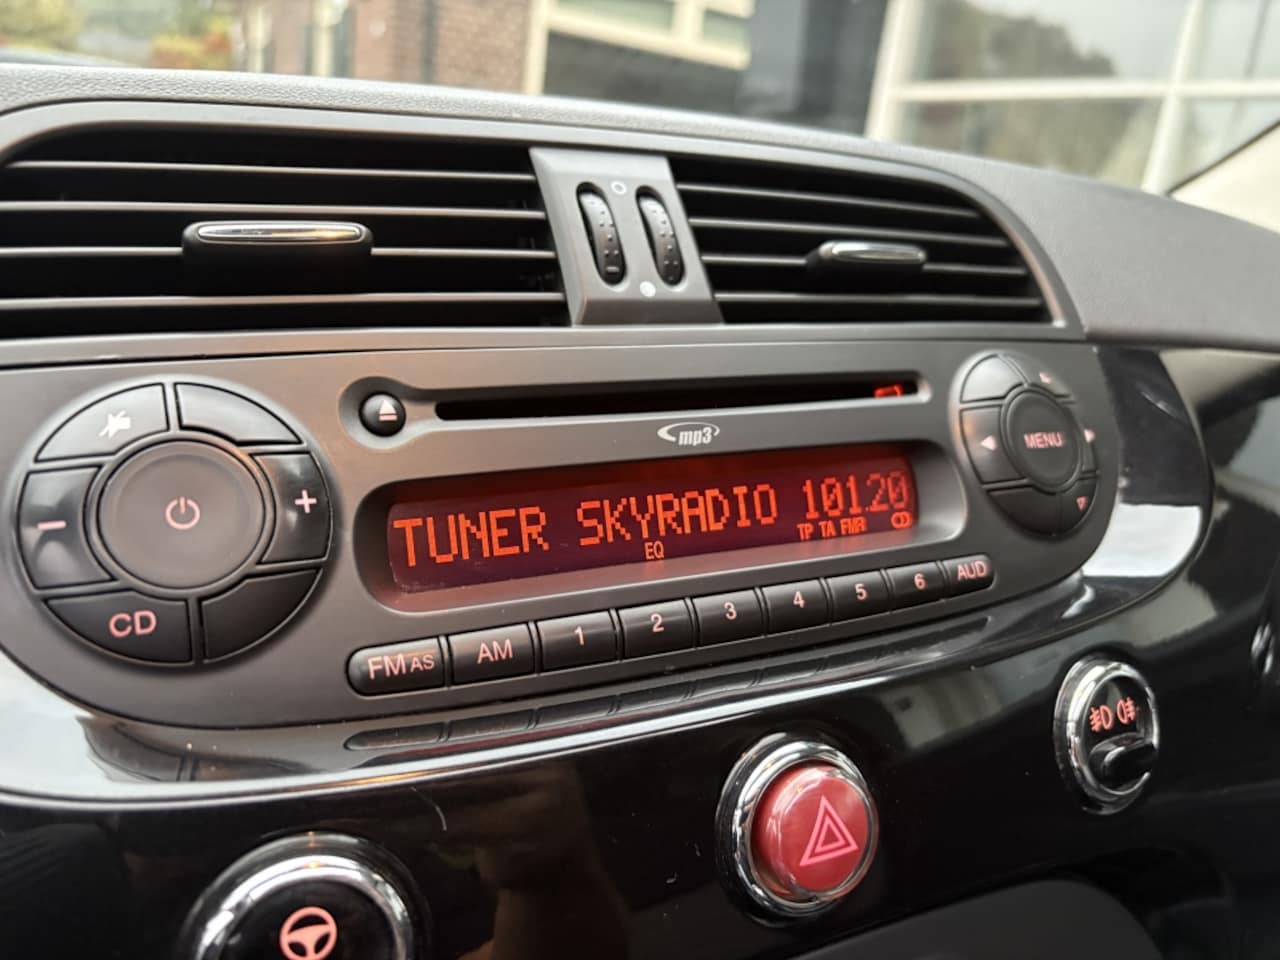 mp3
MENU
TUNER SKYRADIO 101.20
EQ TP TA FMR
CD
FM AS AM 1 2 3 4 5 6 AUD